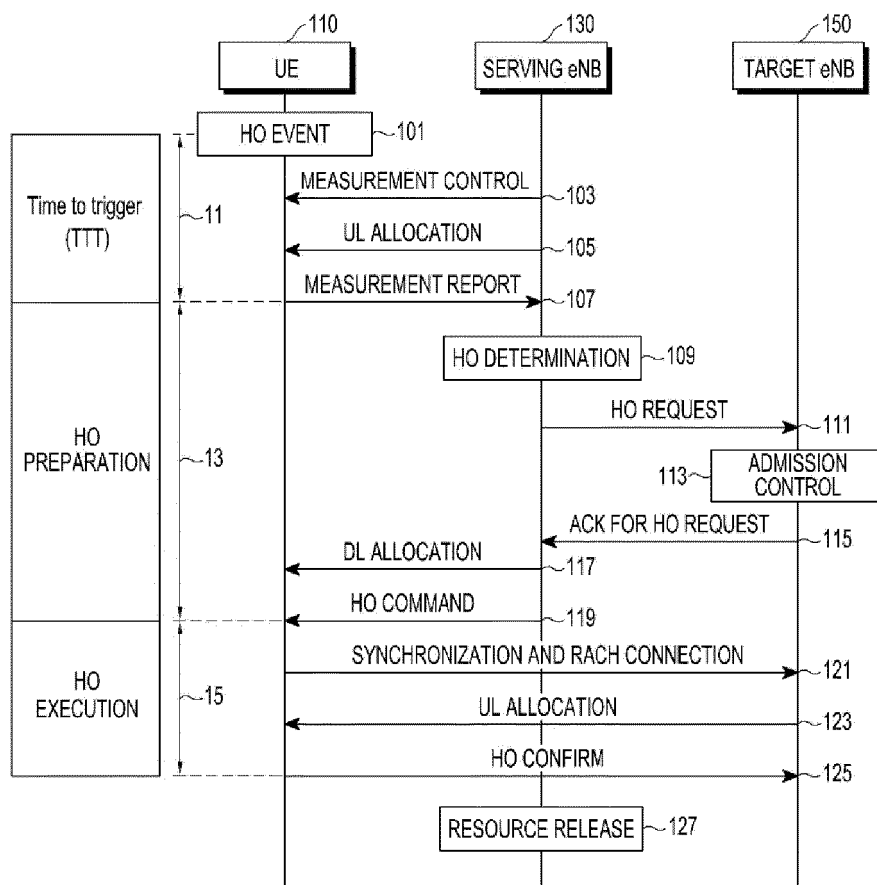 110
130
150
UE
SERVING eNB
TARGET eNB
HO EVENT
101
Time to trigger
(TTT)
11
MEASUREMENT CONTROL
103
UL ALLOCATION
105
MEASUREMENT REPORT
107
HO
PREPARATION
13
HO DETERMINATION
109
HO REQUEST
111
113
ADMISSION
CONTROL
ACK FOR HO REQUEST
115
DL ALLOCATION
117
HO COMMAND
119
HO
EXECUTION
15
SYNCHRONIZATION AND RACH CONNECTION
121
UL ALLOCATION
123
HO CONFIRM
125
RESOURCE RELEASE
127